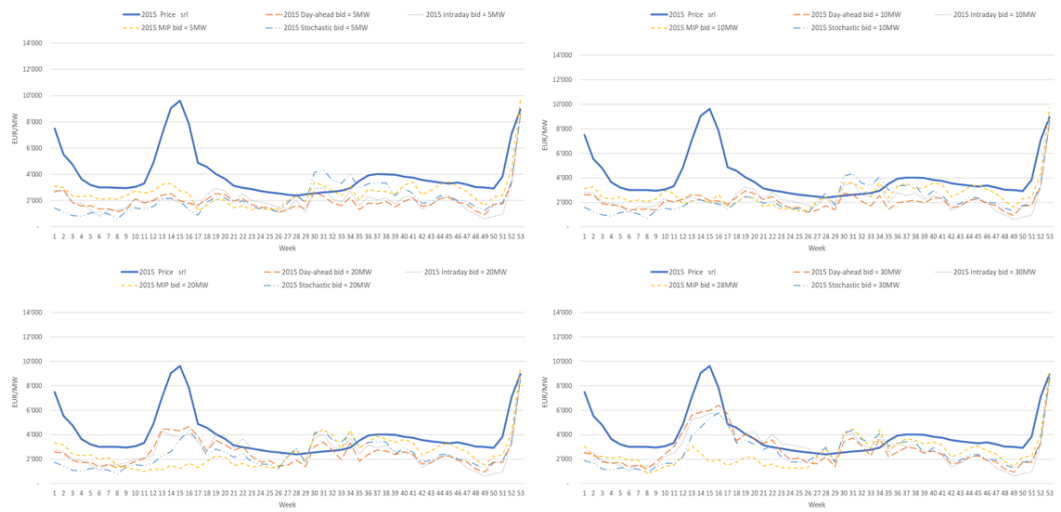 2015 Price srl 2015 Day-ahead bid = 5MW 2015 Intraday bid = 5MW
2015 MIP bid = 5MW 2015 Stochastic bid = 5MW
14'000
12'000
10'000
8'000
6'000
4'000
2'000
-
EUR/MW
1 2 3 4 5 6 7 8 9 10 11 12 13 14 15 16 17 18 19 20 21 22 23 24 25 26 27 28 29 30 31 32 33 34 35 36 37 38 39 40 41 42 43 44 45 46 47 48 49 50 51 52 53
Week
2015 Price srl 2015 Day-ahead bid = 10MW 2015 Intraday bid = 10MW
2015 MIP bid = 10MW 2015 Stochastic bid = 10MW
14'000
12'000
10'000
8'000
6'000
4'000
2'000
-
EUR/MW
1 2 3 4 5 6 7 8 9 10 11 12 13 14 15 16 17 18 19 20 21 22 23 24 25 26 27 28 29 30 31 32 33 34 35 36 37 38 39 40 41 42 43 44 45 46 47 48 49 50 51 52 53
Week
2015 Price srl 2015 Day-ahead bid = 20MW 2015 Intraday bid = 20MW
2015 MIP bid = 20MW 2015 Stochastic bid = 20MW
14'000
12'000
10'000
8'000
6'000
4'000
2'000
-
EUR/MW
1 2 3 4 5 6 7 8 9 10 11 12 13 14 15 16 17 18 19 20 21 22 23 24 25 26 27 28 29 30 31 32 33 34 35 36 37 38 39 40 41 42 43 44 45 46 47 48 49 50 51 52 53
Week
2015 Price srl 2015 Day-ahead bid = 30MW 2015 Intraday bid = 30MW
2015 MIP bid = 28MW 2015 Stochastic bid = 30MW
14'000
12'000
10'000
8'000
6'000
4'000
2'000
-
EUR/MW
1 2 3 4 5 6 7 8 9 10 11 12 13 14 15 16 17 18 19 20 21 22 23 24 25 26 27 28 29 30 31 32 33 34 35 36 37 38 39 40 41 42 43 44 45 46 47 48 49 50 51 52 53
Week